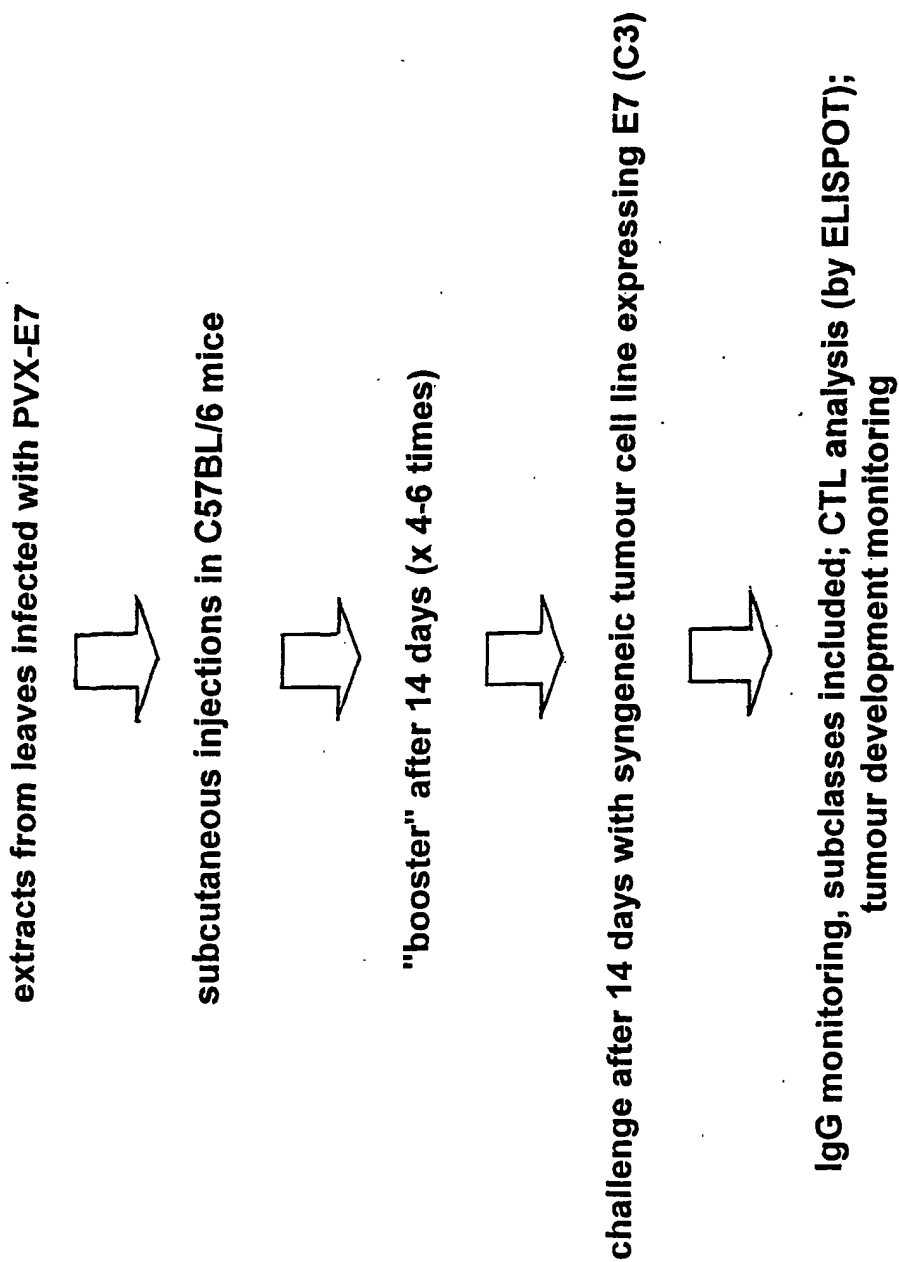 extracts from leaves infected with PVX-E7
subcutaneous injections in C57BL/6 mice
"booster" after 14 days (x 4-6 times)
challenge after 14 days with syngeneic tumour cell line expressing E7 (C3)
IgG monitoring, subclasses included; CTL analysis (by ELISPOT);
tumour development monitoring